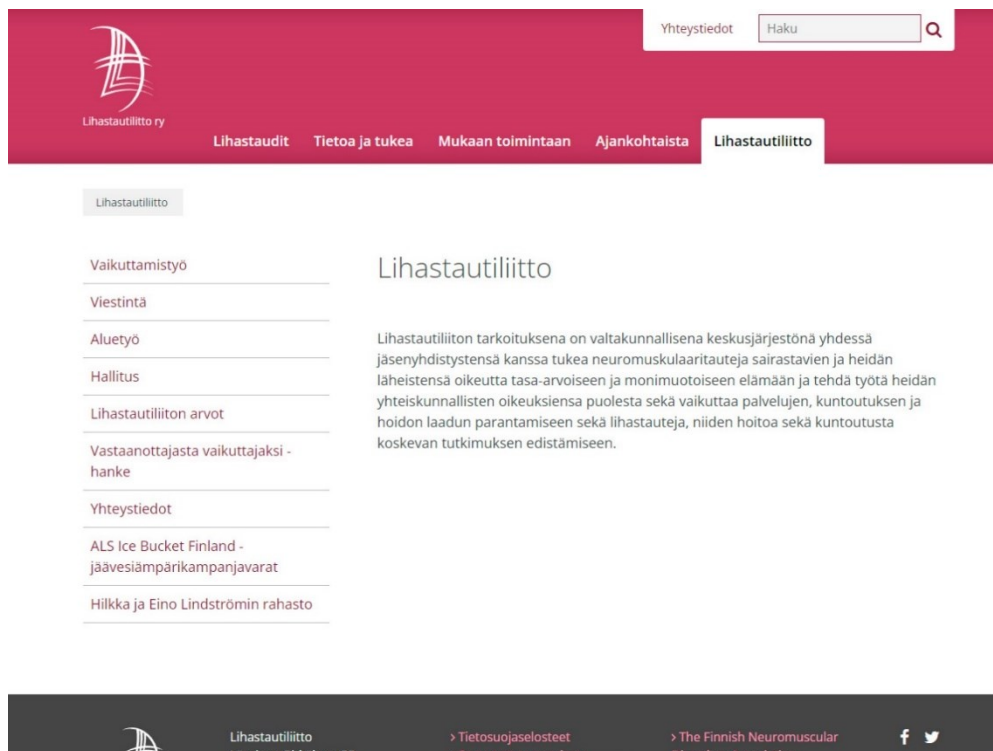 Yhteystiedot
Haku
Lihastautilitto ry
Lihastaudit Tietoa ja tukea Mukaan toimintaan Ajankohtaista Lihastautiliitto
Lihastautiliitto
Vaikuttamistyö
Viestintä
Aluetyö
Hallitus
Lihastautiliiton arvot
Vastaanottajasta vaikuttajaksi -
hanke
Yhteystiedot
ALS Ice Bucket Finland -
jäävesiämpärikampanjavarat
Hilkka ja Eino Lindströmin rahasto
Lihastautiliitto
Lihastautiliiton tarkoituksena on valtakunnallisena keskusjärjestönä yhdessä
jäsenyhdistystensä kanssa tukea neuromuskulaaritauteja sairastavien ja heidän
läheistensä oikeutta tasa-arvoiseen ja monimuotoiseen elämään ja tehdä työtä heidän
yhteiskunnallisten oikeuksiensa puolesta sekä vaikuttaa palvelujen, kuntoutuksen ja
hoidon laadun parantamiseen sekä lihastauteja, niiden hoitoa sekä kuntoutusta
koskevan tutkimuksen edistämiseen.
Lihastautiliitto
> Tietosuojaselosteet
> The Finnish Neuromuscular